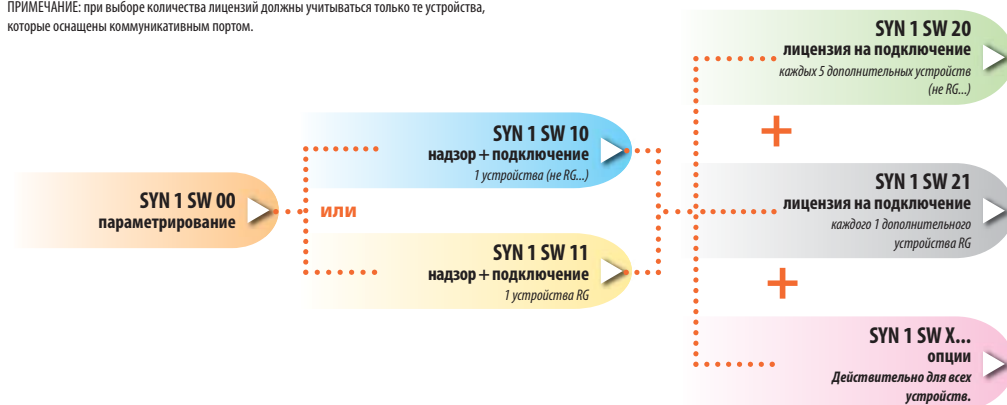 ПРИМЕЧАНИЕ: при выборе количества лицензий должны учитываться только те устройства,
которые оснащены коммуникативным портом.
SYN 1 SW 00
параметрирование
или
SYN 1 SW 10
надзор + подключение
1 устройства (не RG...)
SYN 1 SW 11
надзор + подключение
1 устройства RG
SYN 1 SW 20
лицензия на подключение
каждых 5 дополнительных устройств
(не RG...)
+
SYN 1 SW 21
лицензия на подключение
каждого 1 дополнительного
устройства RG
+
SYN 1 SW X...
опции
Действительно для всех
устройств.